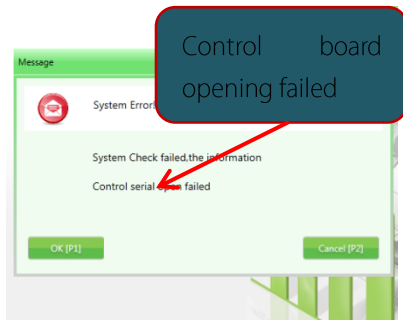 Control board
opening failed
Message
System Error!
System Check failed.the information
Control serial open failed
OK [P1]
Cancel [P2]